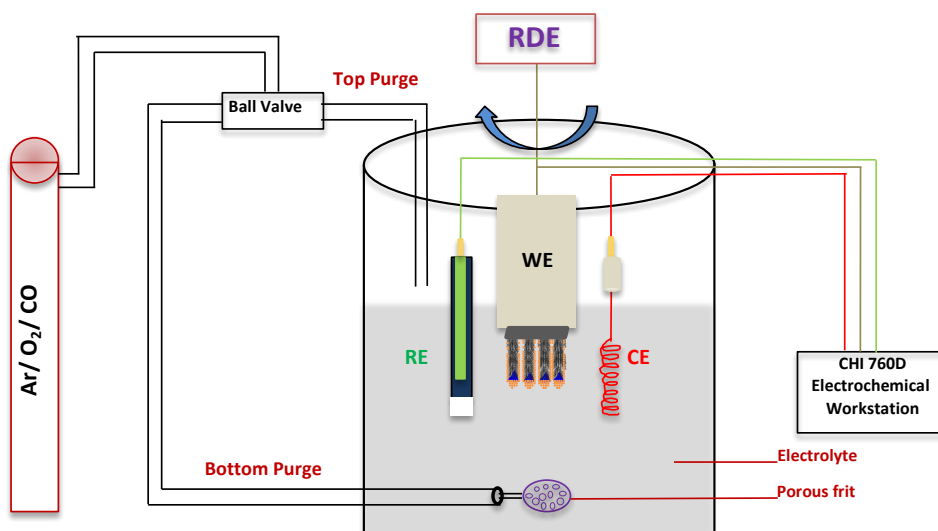 RDE
Top Purge
Ball Valve
Ar/ O₂/ CO
WE
RE
CE
CHI 760D
Electrochemical
Workstation
Electrolyte
Bottom Purge
Porous frit